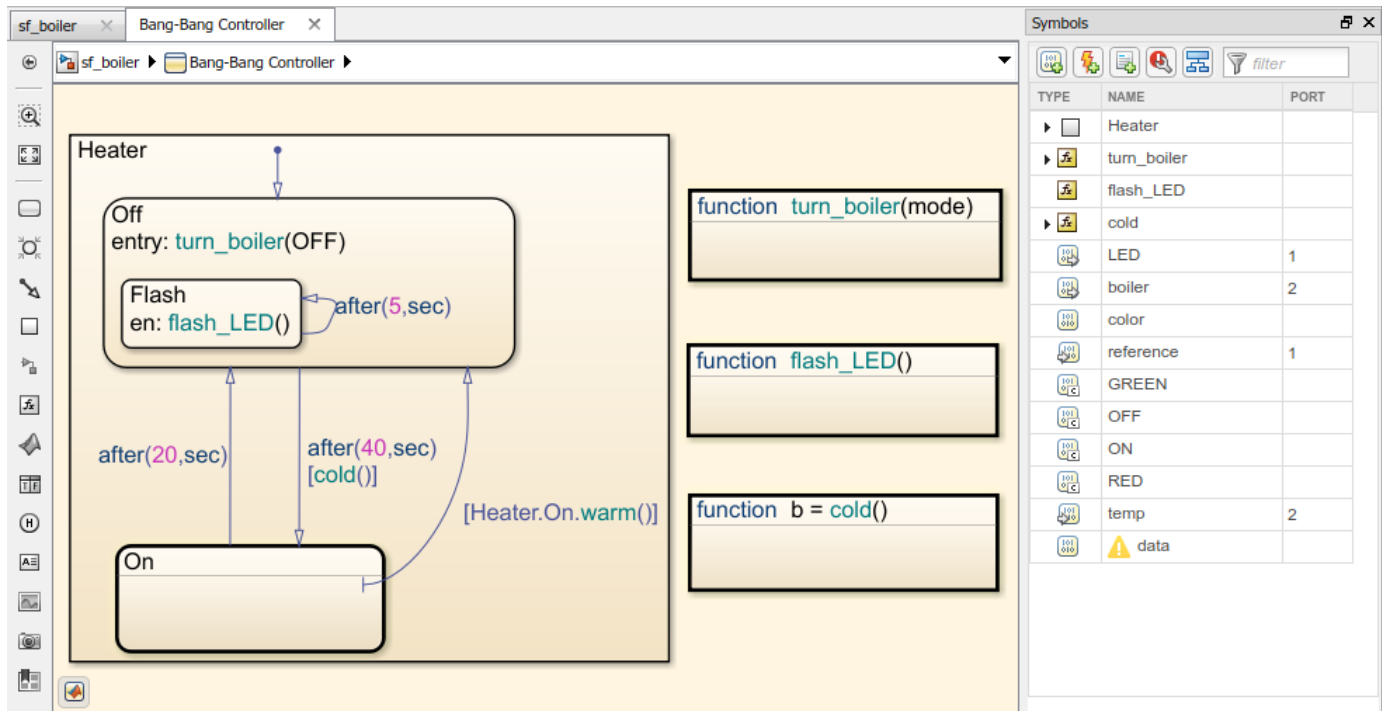 sf_boiler
Bang-Bang Controller
Symbols
sf_boiler
Bang-Bang Controller
filter
TYPE NAME PORT
Heater
turn_boiler
flash_LED
cold
LED 1
boiler 2
color
reference 1
GREEN
OFF
ON
RED
temp 2
data
Heater
Off
entry: turn_boiler(OFF)
Flash
en: flash_LED()
after(5,sec)
after(20,sec)
after(40,sec)
[cold()]
[Heater.On.warm()]
On
function turn_boiler(mode)
function flash_LED()
function b = cold()